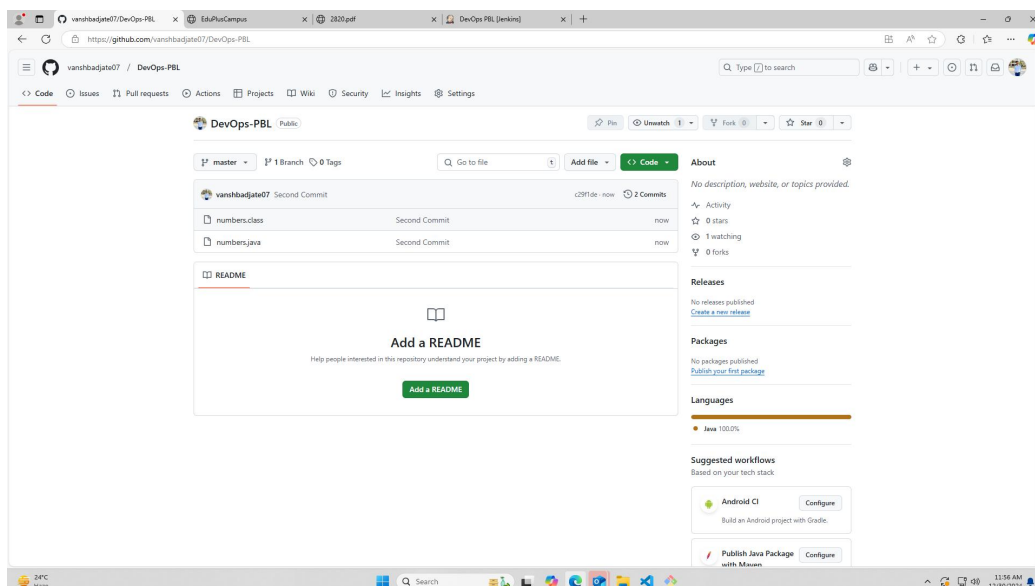 vanshbadjate07/DevOps-PBL
EduPlusCampus
2820.pdf
DevOps PBL [Jenkins]
https://github.com/vanshbadjate07/DevOps-PBL
vanshbadjate07 / DevOps-PBL
Type / to search
Code Issues Pull requests Actions Projects Wiki Security Insights Settings
DevOps-PBL Public
Pin Unwatch 1 Fork 0 Star 0
master 1 Branch 0 Tags
Go to file t Add file Code
vanshbadjate07 Second Commit c29f1de · now 2 Commits
numbers.class Second Commit now
numbers.java Second Commit now
README
Add a README
Help people interested in this repository understand your project by adding a README.
Add a README
About
No description, website, or topics provided.
Activity
0 stars
1 watching
0 forks
Releases
No releases published
Create a new release
Packages
No packages published
Publish your first package
Languages
Java 100.0%
Suggested workflows
Based on your tech stack
Android CI Configure
Build an Android project with Gradle.
Publish Java Package Configure
with Maven
24°C
Search
11:56 AM